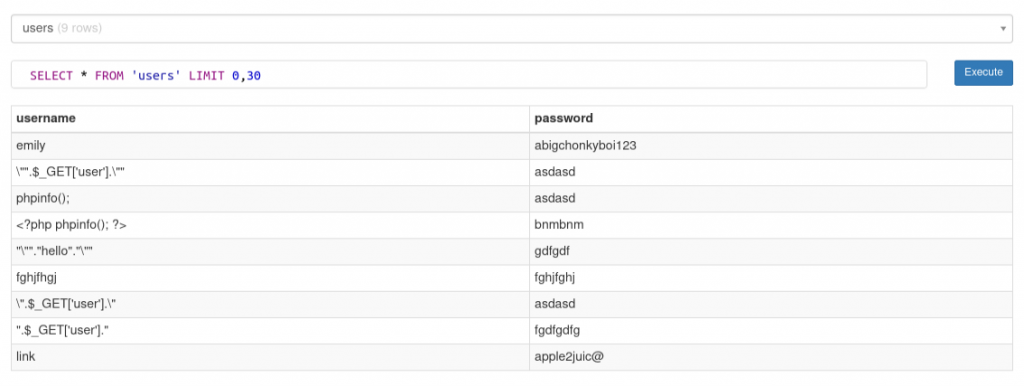 users (9 rows)
SELECT * FROM 'users' LIMIT 0,30
Execute
username password
emily abigchonkyboi123
\"".$_GET['user'].\"" asdasd
phpinfo(); asdasd
<?php phpinfo(); ?> bnmbnm
"\""."hello"."\"" gdfgdf
fghjfhgj fghjfghj
\".$_GET['user'].\" asdasd
".$_GET['user']." fgdfgdfg
link apple2juic@